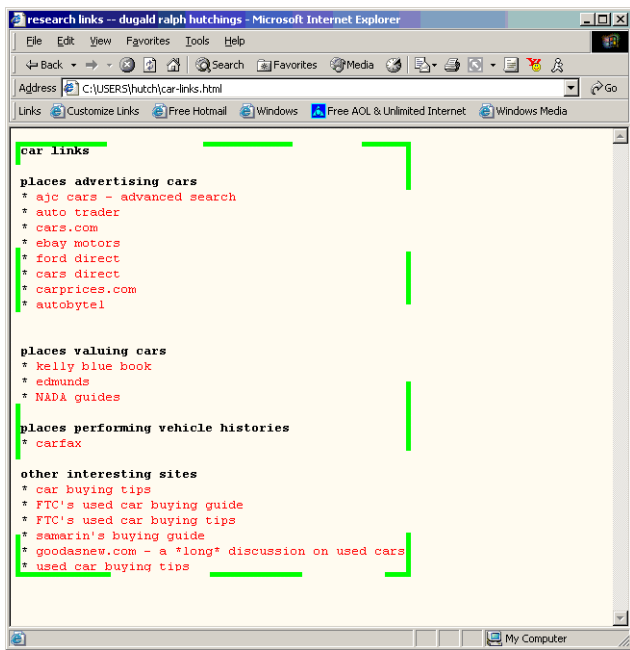 research links -- dugald ralph hutchings - Microsoft Internet Explorer
File Edit View Favorites Tools Help
Back Search Favorites Media
Address C:\USERS\hutch\car-links.html Go
Links Customize Links Free Hotmail Windows Free AOL & Unlimited Internet Windows Media
car links
places advertising cars
* ajc cars - advanced search
* auto trader
* cars.com
* ebay motors
* ford direct
* cars direct
* carprices.com
* autobytel
places valuing cars
* kelly blue book
* edmunds
* NADA guides
places performing vehicle histories
* carfax
other interesting sites
* car buying tips
* FTC's used car buying guide
* FTC's used car buying tips
* samarin's buying guide
* goodasnew.com - a *long* discussion on used cars
* used car buying tips
My Computer